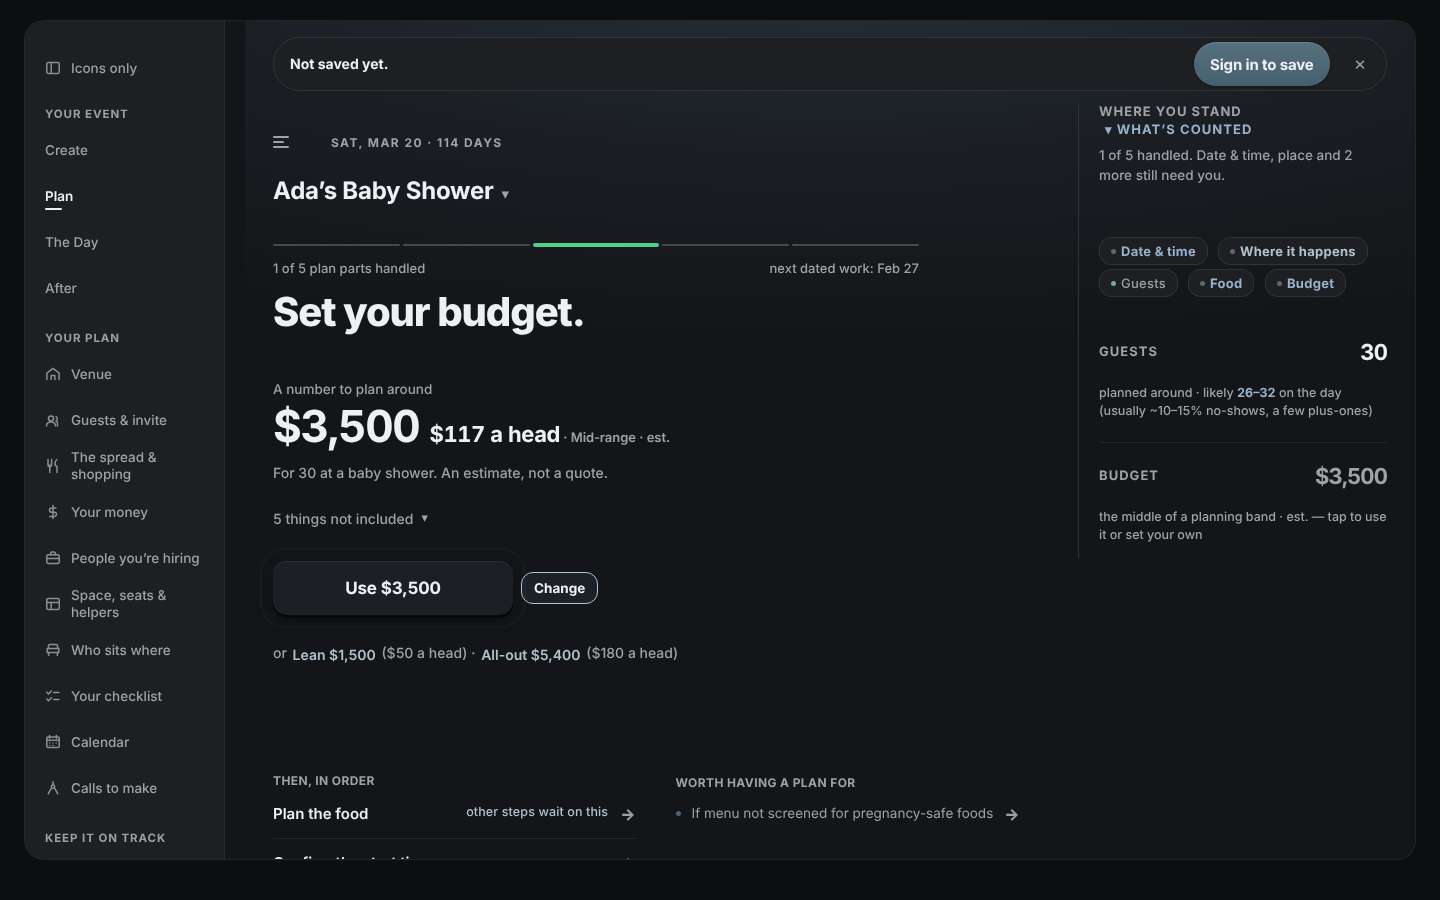 Icons only
YOUR EVENT
Create
Plan
The Day
After
YOUR PLAN
Venue
Guests & invite
The spread &
shopping
Your money
People you’re hiring
Space, seats &
helpers
Who sits where
Your checklist
Calendar
Calls to make
KEEP IT ON TRACK
Not saved yet.
Sign in to save
SAT, MAR 20 · 114 DAYS
Ada’s Baby Shower
1 of 5 plan parts handled
next dated work: Feb 27
Set your budget.
A number to plan around
$3,500 $117 a head · Mid-range · est.
For 30 at a baby shower. An estimate, not a quote.
5 things not included
Use $3,500
Change
or Lean $1,500 ($50 a head) · All-out $5,400 ($180 a head)
THEN, IN ORDER
Plan the food
other steps wait on this
WORTH HAVING A PLAN FOR
If menu not screened for pregnancy-safe foods
WHERE YOU STAND
WHAT’S COUNTED
1 of 5 handled. Date & time, place and 2
more still need you.
Date & time
Where it happens
Guests
Food
Budget
GUESTS
30
planned around · likely 26–32 on the day
(usually ~10–15% no-shows, a few plus-ones)
BUDGET
$3,500
the middle of a planning band · est. — tap to use
it or set your own